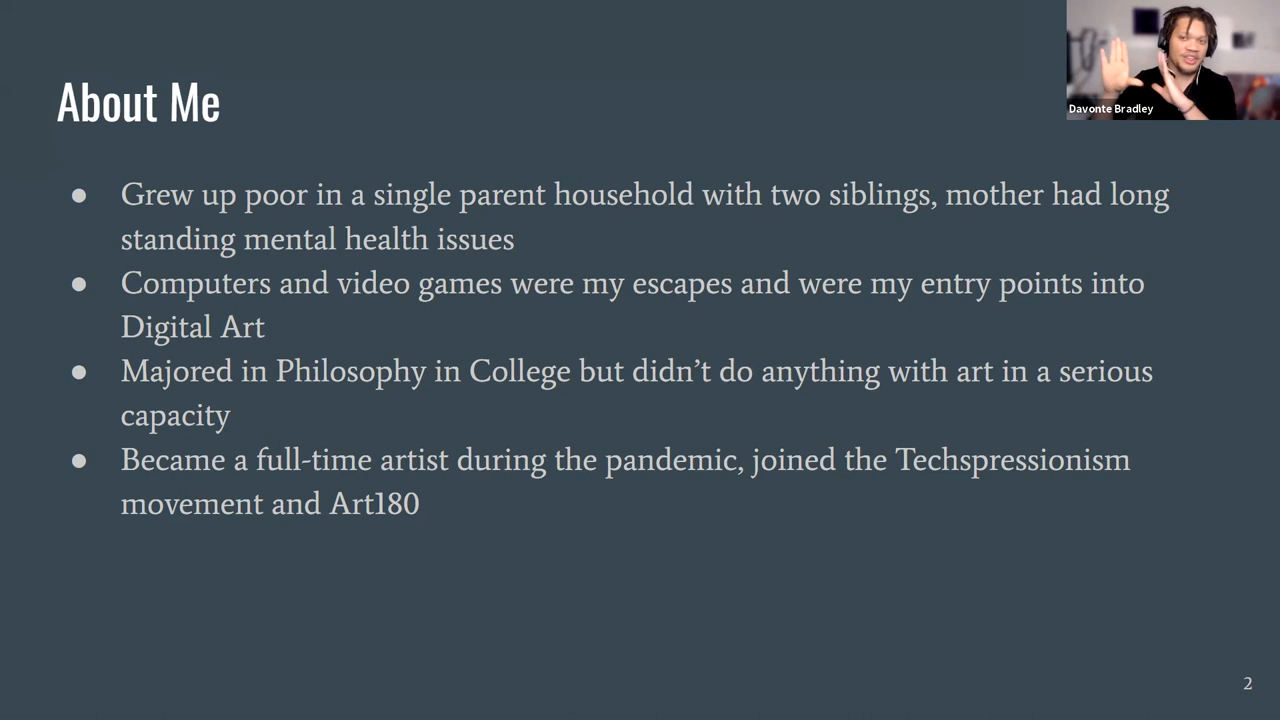 Davonte Bradley
About Me
● Grew up poor in a single parent household with two siblings, mother had long
standing mental health issues
● Computers and video games were my escapes and were my entry points into
Digital Art
● Majored in Philosophy in College but didn’t do anything with art in a serious
capacity
● Became a full-time artist during the pandemic, joined the Techspressionism
movement and Art180
2